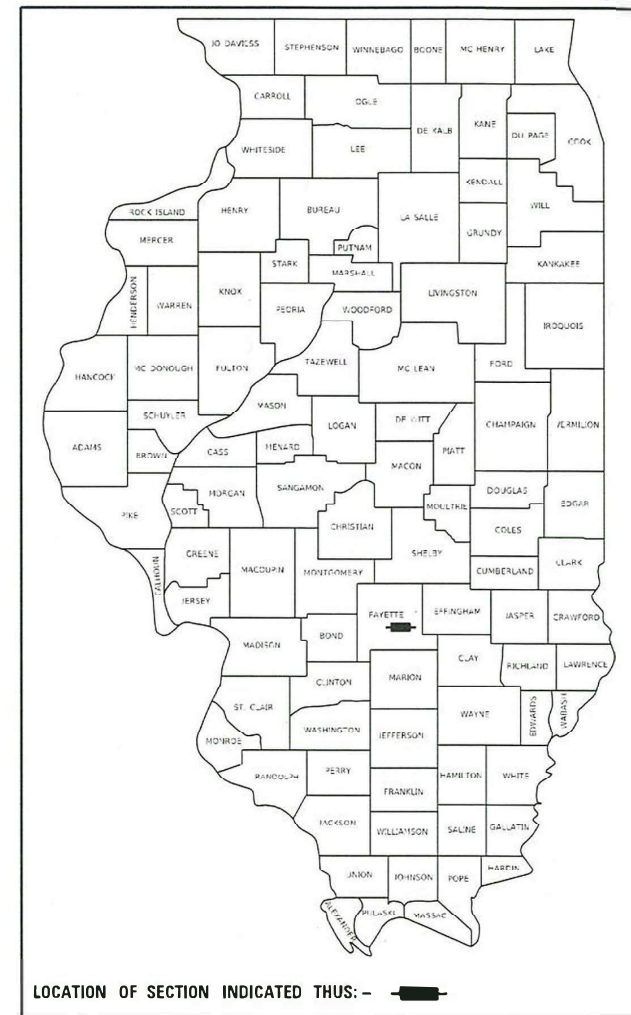 JO DAVIESS STEPHENSON WINNEBAGO BOONE MC HENRY LAKE
CARROLL OGLE DE KALB KANE DU PAGE COOK
WHITESIDE LEE KENDALL WILL
ROCK ISLAND HENRY BUREAU LA SALLE GRUNDY
MERCER PUTNAM KANKAKEE
HENDERSON WARREN KNOX STARK MARSHALL LIVINGSTON
PEORIA WOODFORD IROQUOIS
HANCOCK MC DONOUGH FULTON TAZEWELL MC LEAN FORD
SCHUYLER MASON LOGAN DE WITT CHAMPAIGN VERMILION
ADAMS BROWN CASS MENARD MACON PIATT
PIKE SCOTT MORGAN SANGAMON MOULTRIE DOUGLAS EDGAR
CHRISTIAN COLES
CALHOUN GREENE MACOUPIN MONTGOMERY SHELBY CUMBERLAND CLARK
JERSEY FAYETTE EFFINGHAM JASPER CRAWFORD
MADISON BOND CLAY RICHLAND LAWRENCE
CLINTON MARION
ST. CLAIR WAYNE EDWARDS WABASH
MONROE WASHINGTON JEFFERSON
RANDOLPH PERRY HAMILTON WHITE
FRANKLIN
JACKSON WILLIAMSON SALINE GALLATIN
UNION JOHNSON POPE HARDIN
ALEXANDER PULASKI MASSAC
LOCATION OF SECTION INDICATED THUS: -